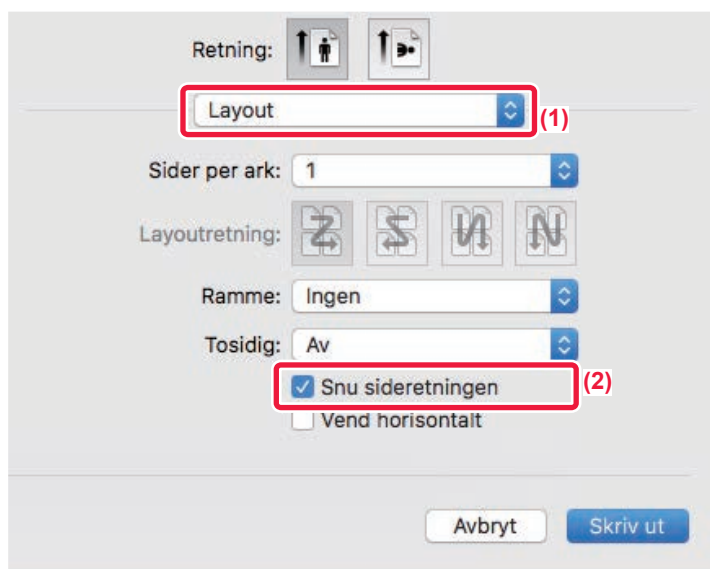 Retning:
Layout
(1)
Sider per ark: 1
Layoutretning:
Ramme: Ingen
Tosidig: Av
Snu sideretningen
(2)
Vend horisontalt
Avbryt Skriv ut